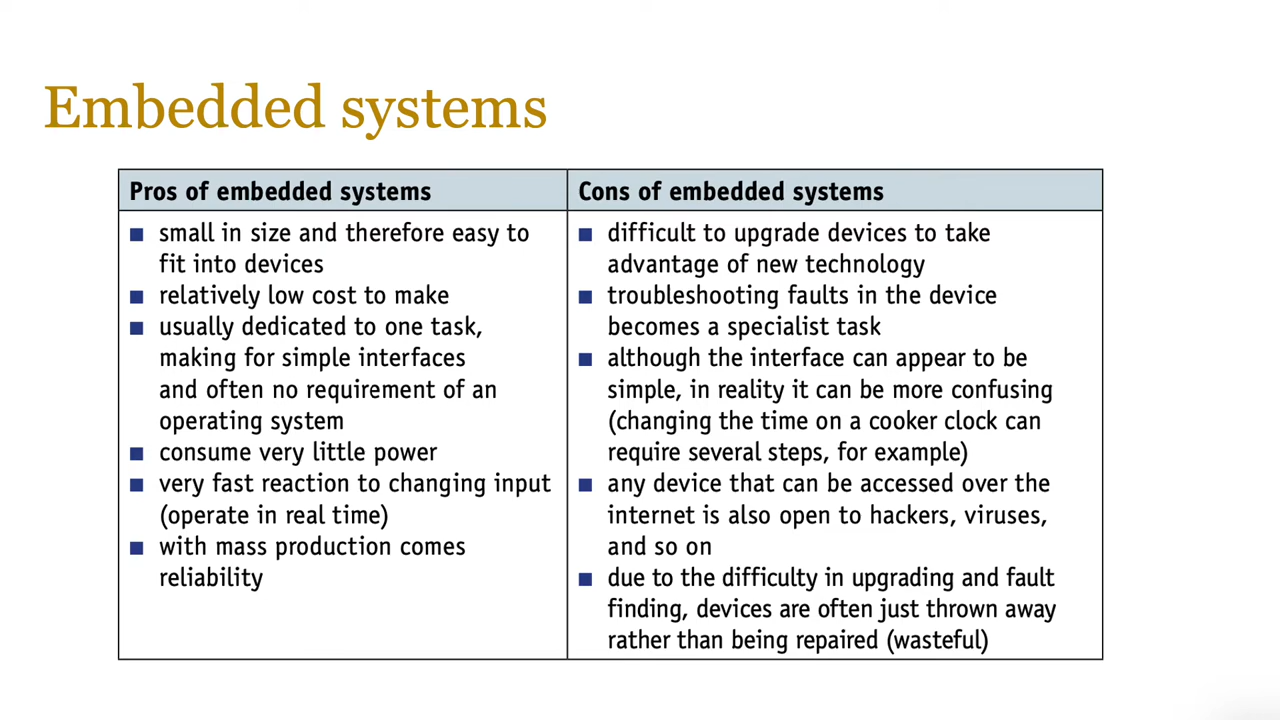 Embedded systems
Pros of embedded systems
■ small in size and therefore easy to
fit into devices
■ relatively low cost to make
■ usually dedicated to one task,
making for simple interfaces
and often no requirement of an
operating system
■ consume very little power
■ very fast reaction to changing input
(operate in real time)
■ with mass production comes
reliability
Cons of embedded systems
■ difficult to upgrade devices to take
advantage of new technology
■ troubleshooting faults in the device
becomes a specialist task
■ although the interface can appear to be
simple, in reality it can be more confusing
(changing the time on a cooker clock can
require several steps, for example)
■ any device that can be accessed over the
internet is also open to hackers, viruses,
and so on
■ due to the difficulty in upgrading and fault
finding, devices are often just thrown away
rather than being repaired (wasteful)